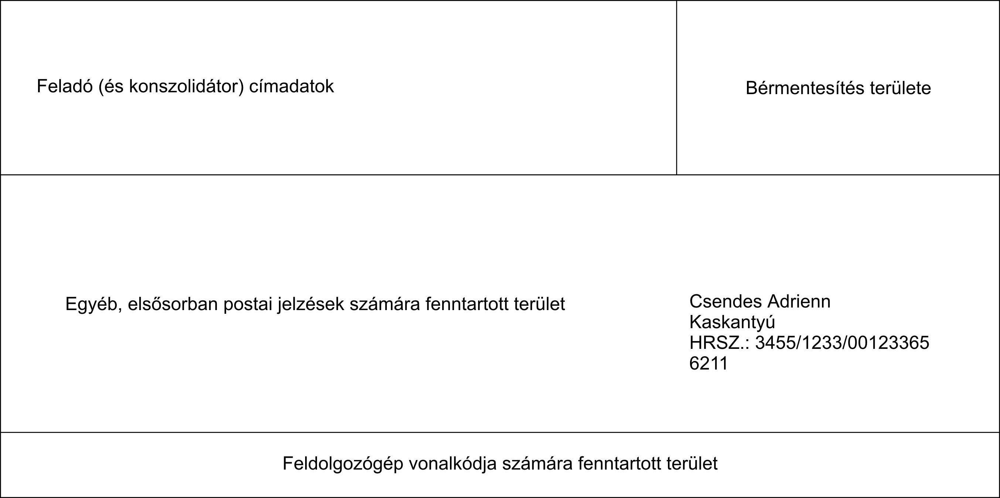 Feladó (és konszolidátor) címadatok
Bérmentesítés területe
Egyéb, elsősorban postai jelzések számára fenntartott terület
Csendes Adrienn
Kaskantyú
HRSZ.: 3455/1233/00123365
6211
Feldolgozógép vonalkódja számára fenntartott terület